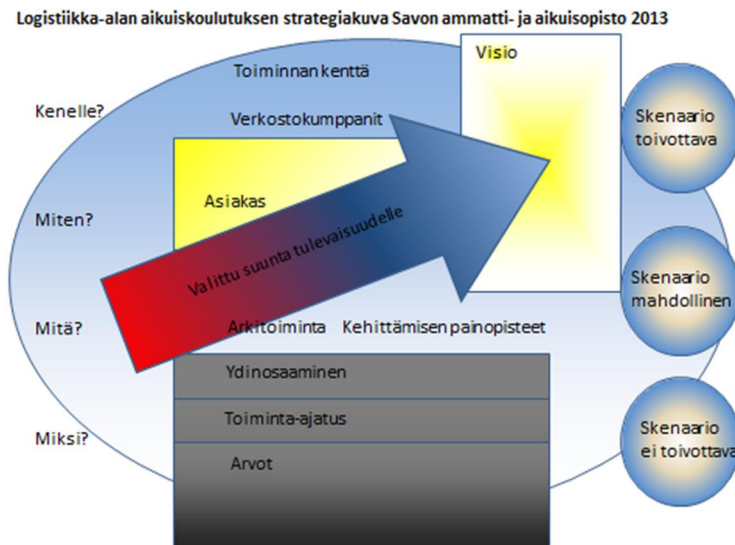 Logistiikka-alan aikuiskoulutuksen strategiakuva Savon ammatti- ja aikuisopisto 2013
Toiminnan kenttä
Visio
Kenelle?
Verkostokumppanit
Skenaario
toivottava
Miten?
Asiakas
Valittu suunta tulevaisuudelle
Skenaario
mahdollinen
Mitä?
Arkitoiminta Kehittämisen painopisteet
Ydinosaaminen
Toiminta-ajatus
Miksi?
Arvot
Skenaario
ei toivottava